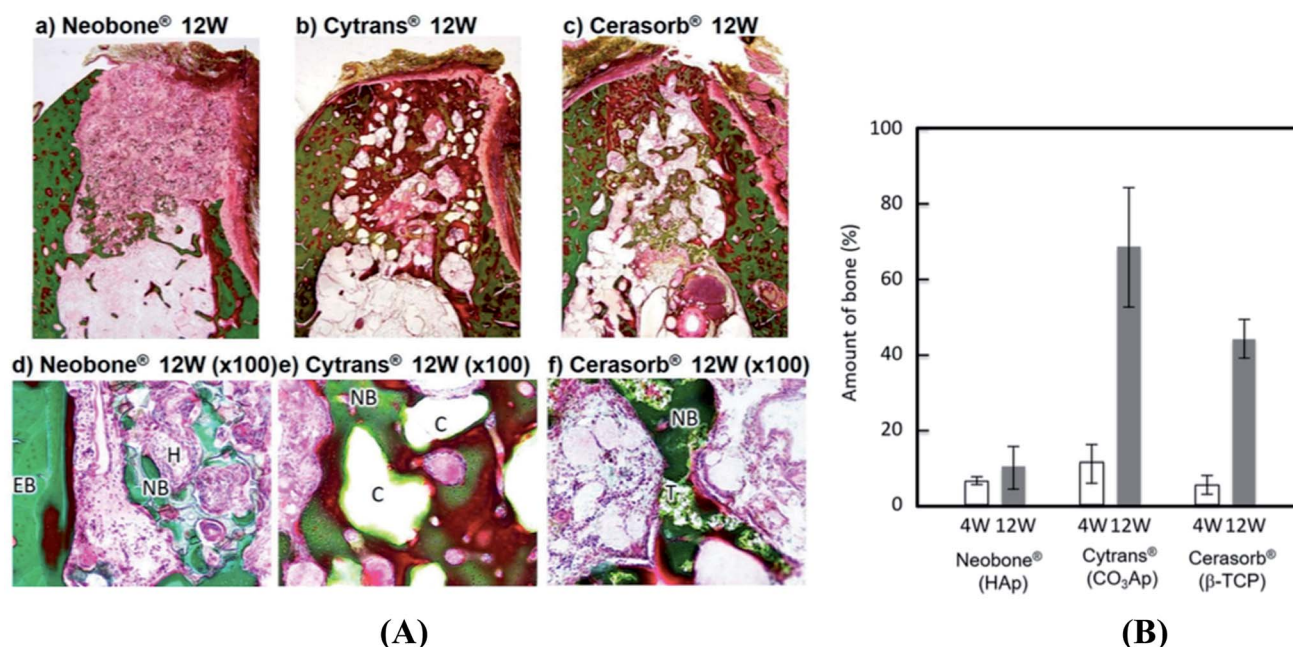 a) Neobone® 12W
b) Cytrans® 12W
c) Cerasorb® 12W
d) Neobone® 12W (x100)
e) Cytrans® 12W (x100)
f) Cerasorb® 12W (x100)
EB
NB
H
NB
C
C
NB
T
(A)
Amount of bone (%)
100
80
60
40
20
0
4W 12W
4W 12W
4W 12W
Neobone®
(HAp)
Cytrans®
(CO₃Ap)
Cerasorb®
(β-TCP)
(B)